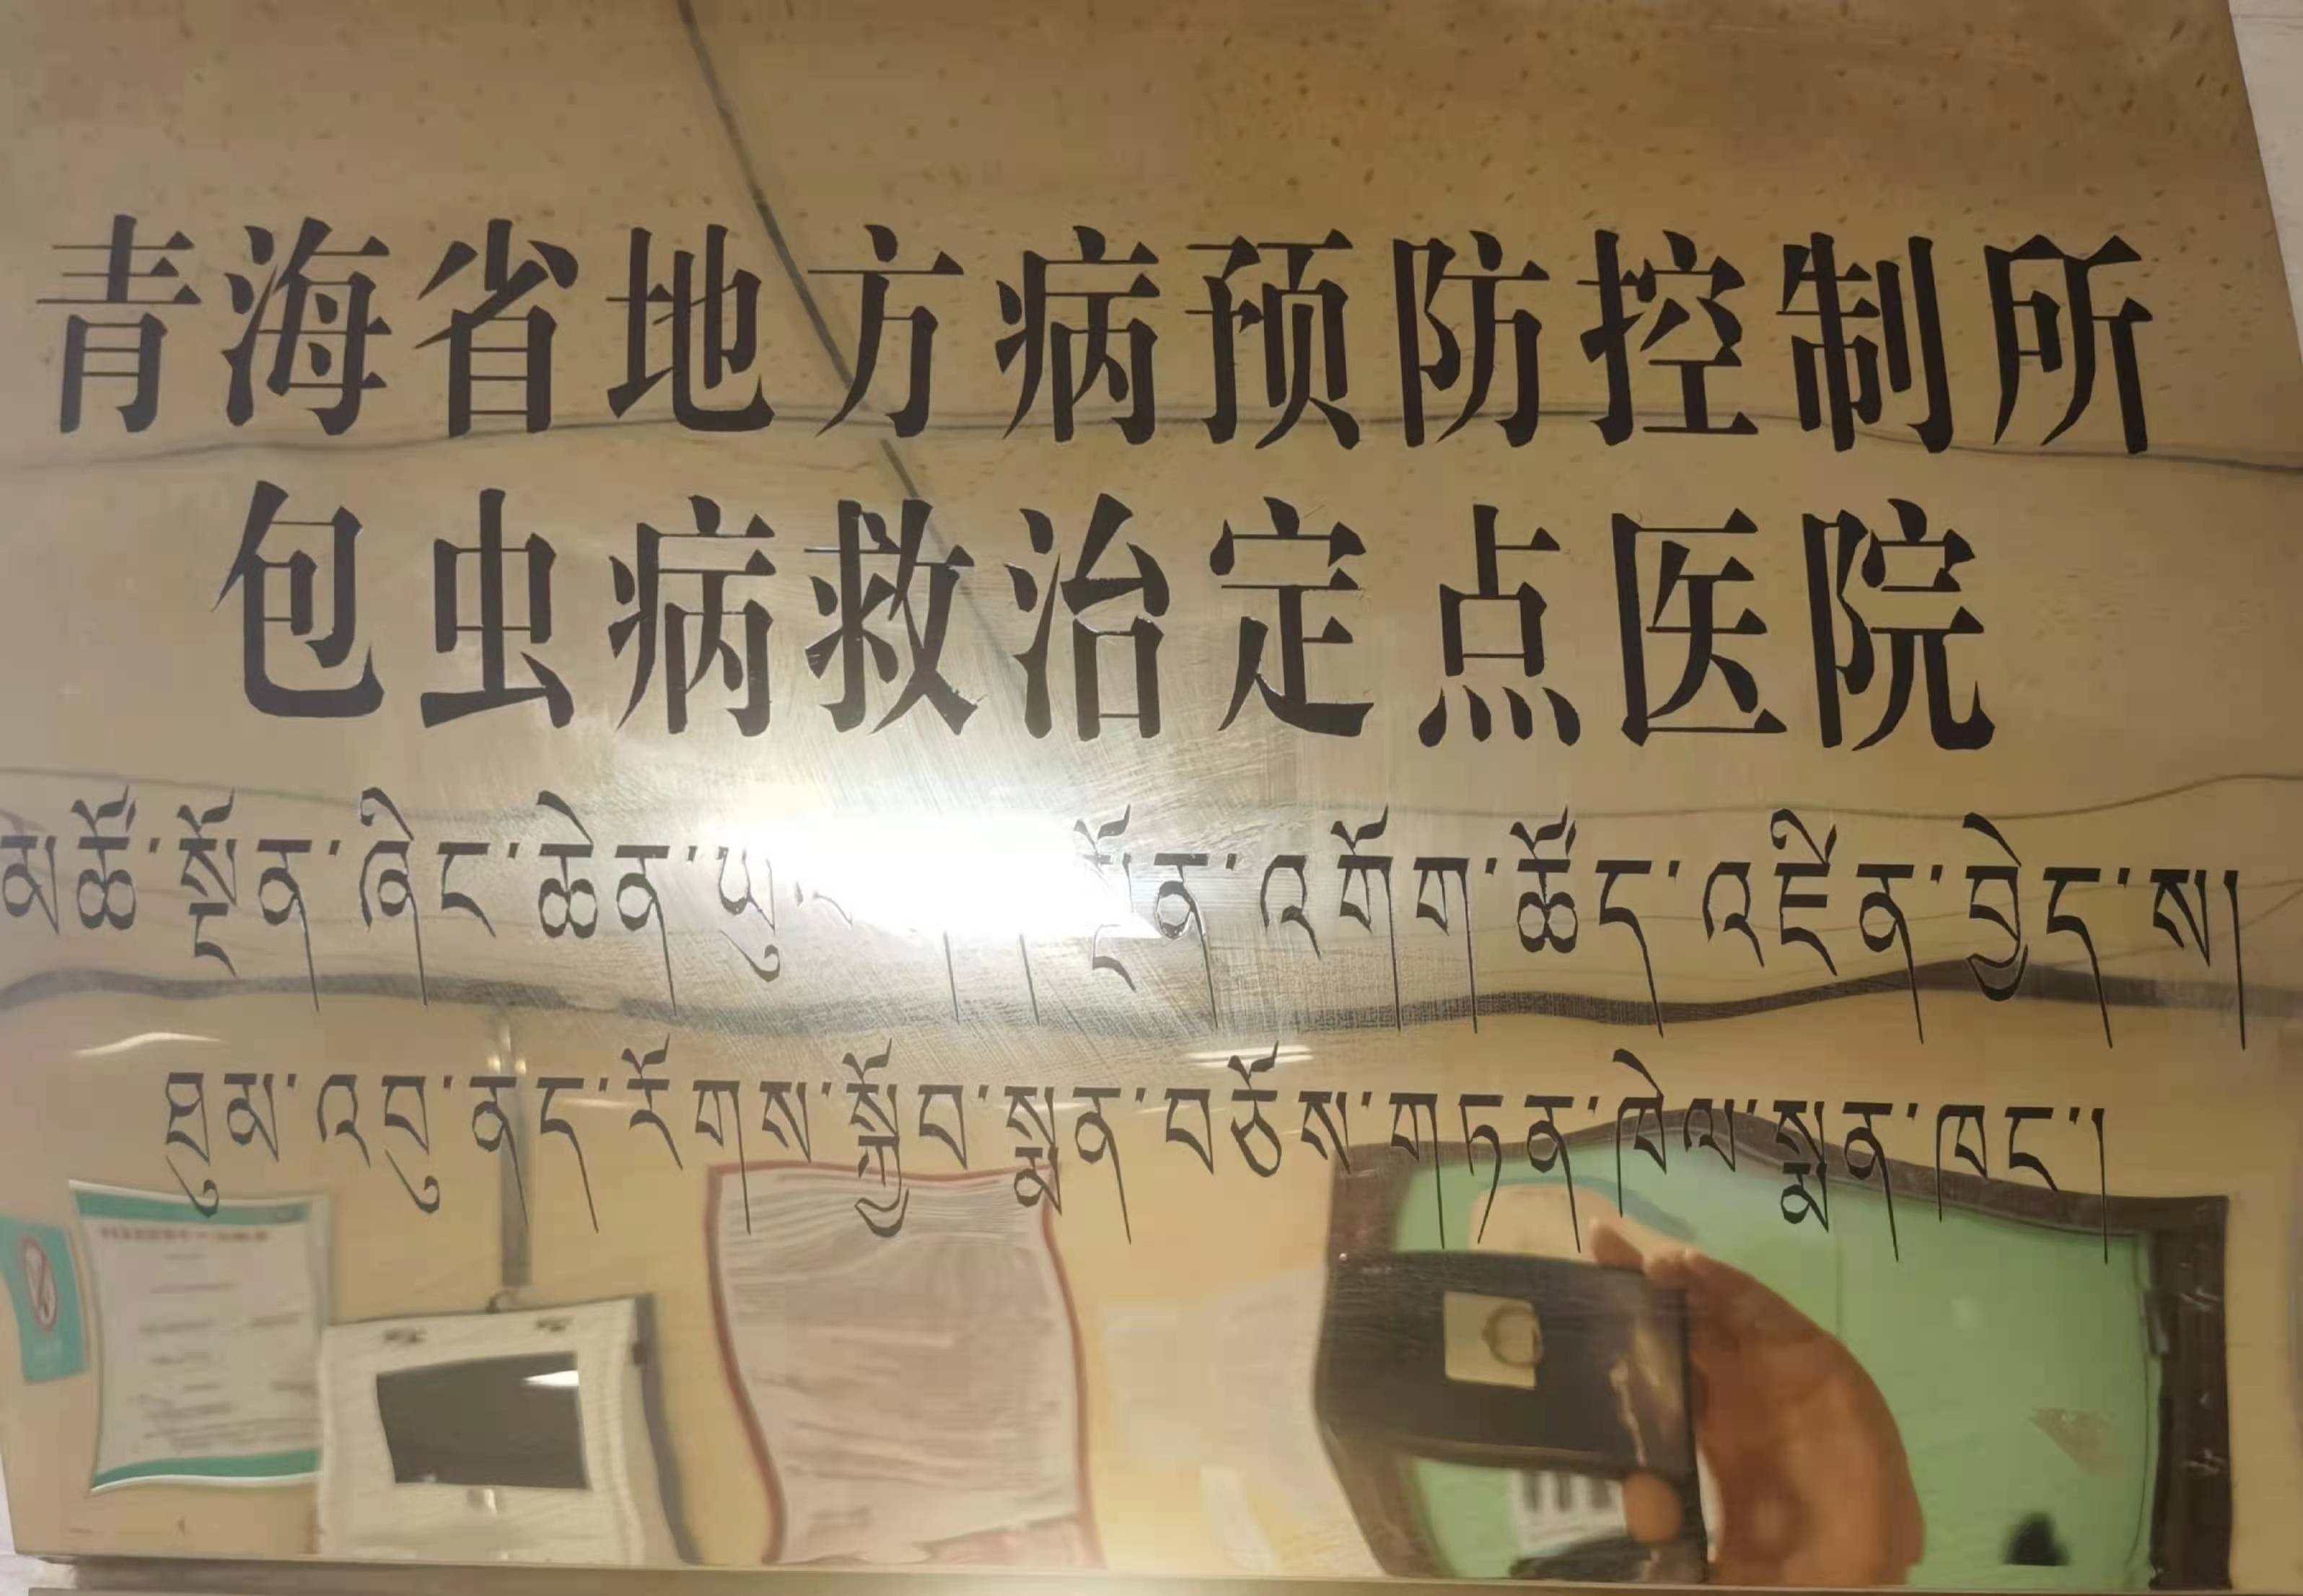 青海省地方病预防控制所
包虫病救治定点医院
མཚོ་སྔོན་ཞིང་ཆེན་ སྔོན་འགོག་ཚོད་འཛིན་བྱེད་ས།
ཐུམ་འབུ་ནད་རོགས་སྐྱོབ་སྨན་བཅོས་གཏན་ཁེལ་སྨན་ཁང་།